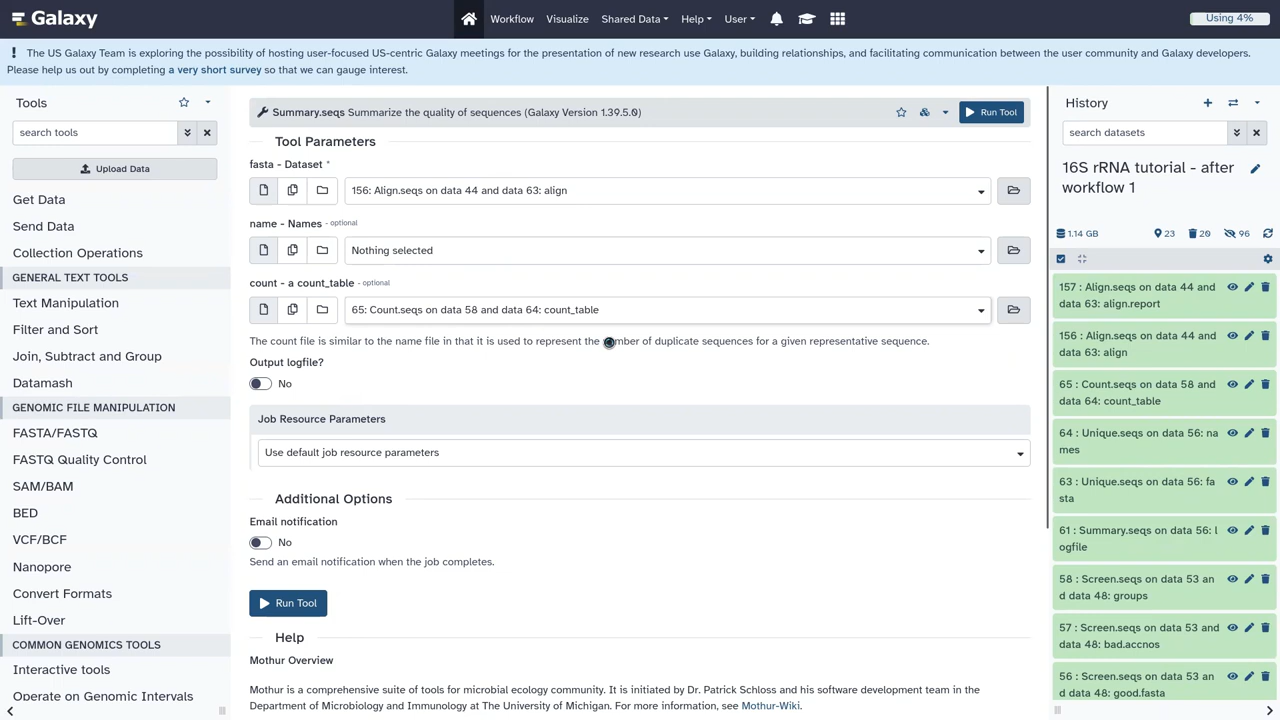 Galaxy
Workflow Visualize Shared Data Help User Using 4%
The US Galaxy Team is exploring the possibility of hosting user-focused US-centric Galaxy meetings for the presentation of new research use Galaxy, building relationships, and facilitating communication between the user community and Galaxy developers.
Please help us out by completing a very short survey so that we can gauge interest.
Tools
search tools
Upload Data
Get Data
Send Data
Collection Operations
GENERAL TEXT TOOLS
Text Manipulation
Filter and Sort
Join, Subtract and Group
Datamash
GENOMIC FILE MANIPULATION
FASTA/FASTQ
FASTQ Quality Control
SAM/BAM
BED
VCF/BCF
Nanopore
Convert Formats
Lift-Over
COMMON GENOMICS TOOLS
Interactive tools
Operate on Genomic Intervals
Summary.seqs Summarize the quality of sequences (Galaxy Version 1.39.5.0)
Run Tool
Tool Parameters
fasta - Dataset *
156: Align.seqs on data 44 and data 63: align
name - Names - optional
Nothing selected
count - a count_table - optional
65: Count.seqs on data 58 and data 64: count_table
The count file is similar to the name file in that it is used to represent the number of duplicate sequences for a given representative sequence.
Output logfile?
No
Job Resource Parameters
Use default job resource parameters
Additional Options
Email notification
No
Send an email notification when the job completes.
Run Tool
Help
Mothur Overview
Mothur is a comprehensive suite of tools for microbial ecology community. It is initiated by Dr. Patrick Schloss and his software development team in the
Department of Microbiology and Immunology at The University of Michigan. For more information, see Mothur-Wiki.
History
search datasets
16S rRNA tutorial - after
workflow 1
1.14 GB 23 20 96
157 : Align.seqs on data 44 and
data 63: align.report
156 : Align.seqs on data 44 and
data 63: align
65 : Count.seqs on data 58 and
data 64: count_table
64 : Unique.seqs on data 56: na
mes
63 : Unique.seqs on data 56: fa
sta
61 : Summary.seqs on data 56: l
ogfile
58 : Screen.seqs on data 53 an
d data 48: groups
57 : Screen.seqs on data 53 and
data 48: bad.accnos
56 : Screen.seqs on data 53 an
d data 48: good.fasta